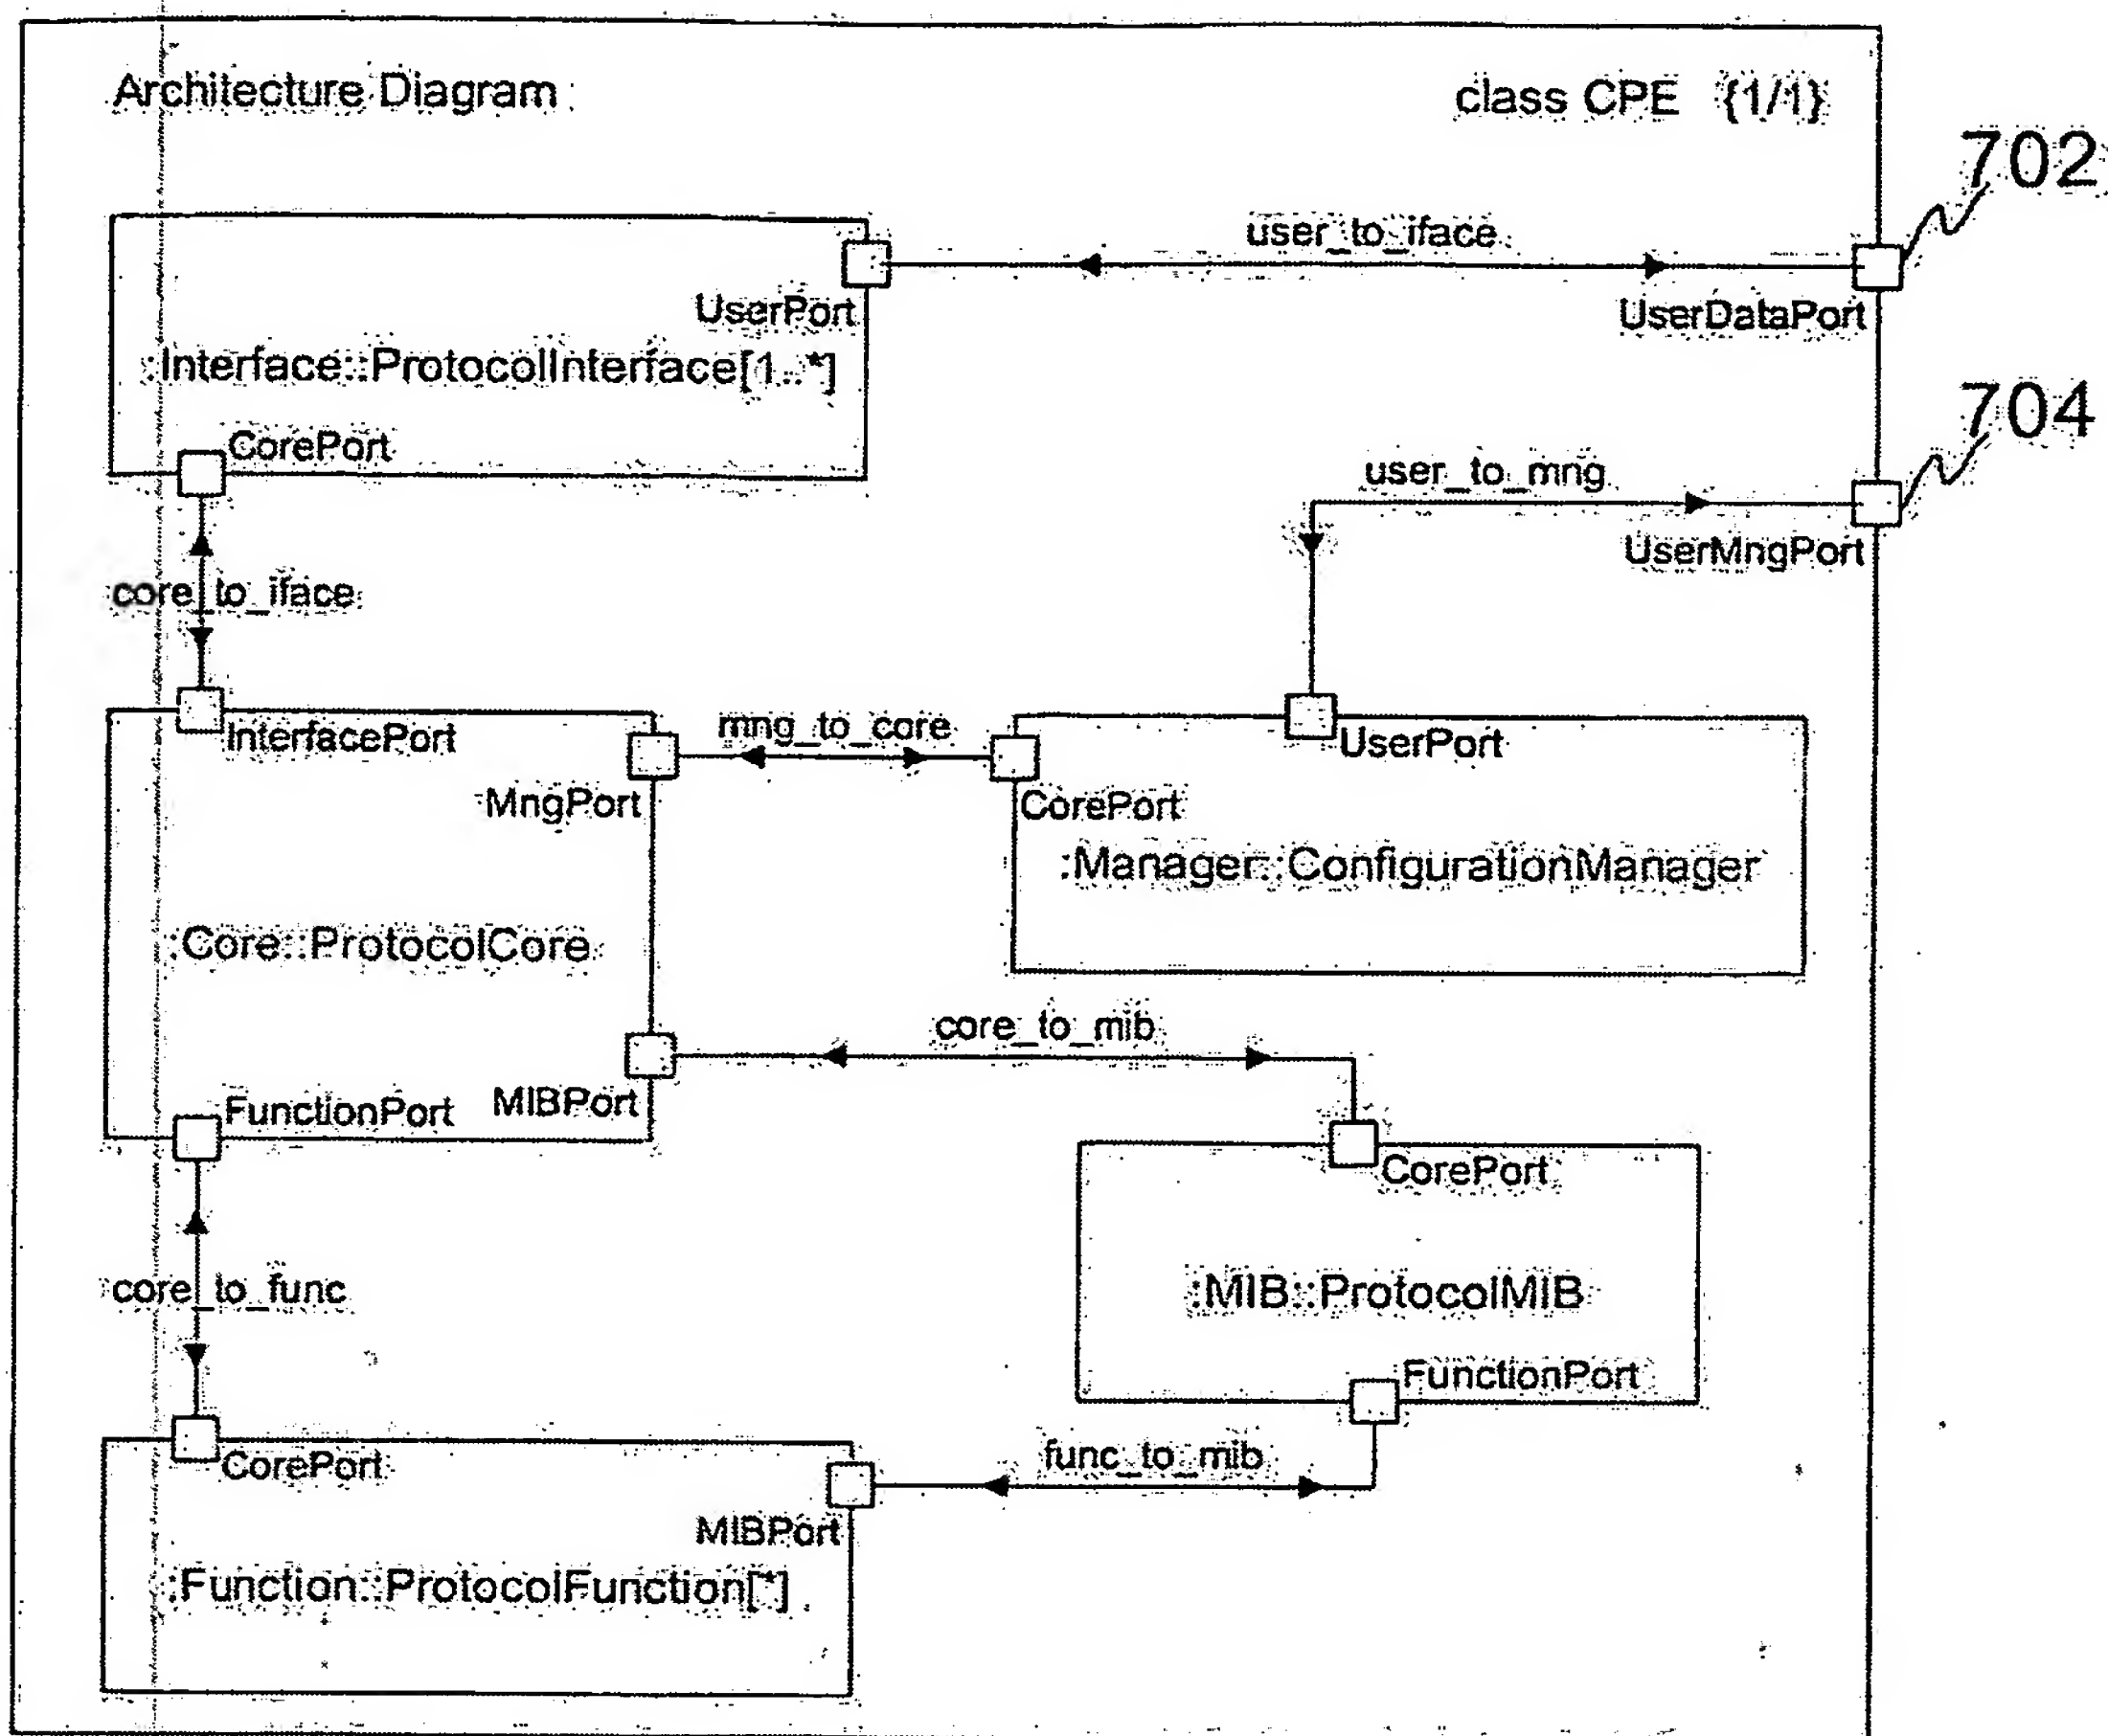 Architecture Diagram
class CPE {1/1}
702
user_to_iface
UserPort
UserDataPort
:Interface::ProtocolInterface[1..*]
704
CorePort
user_to_mng
UserMngPort
core_to_iface
InterfacePort
mng_to_core
UserPort
MngPort
CorePort
:Manager::ConfigurationManager
:Core::ProtocolCore
core_to_mib
FunctionPort
MIBPort
CorePort
core_to_func
:MIB::ProtocolMIB
FunctionPort
CorePort
func_to_mib
MIBPort
:Function::ProtocolFunction[*]